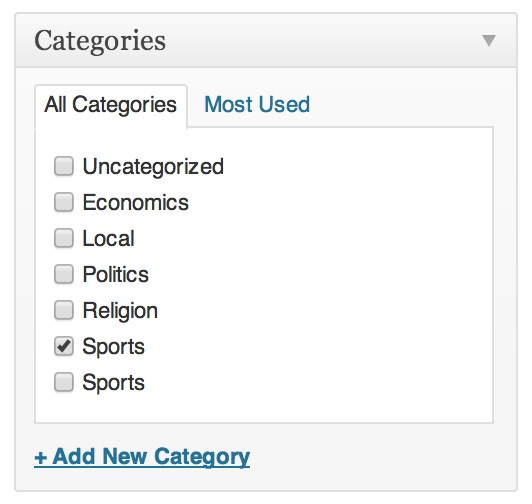 Categories
All Categories Most Used
Uncategorized
Economics
Local
Politics
Religion
Sports
Sports
+ Add New Category